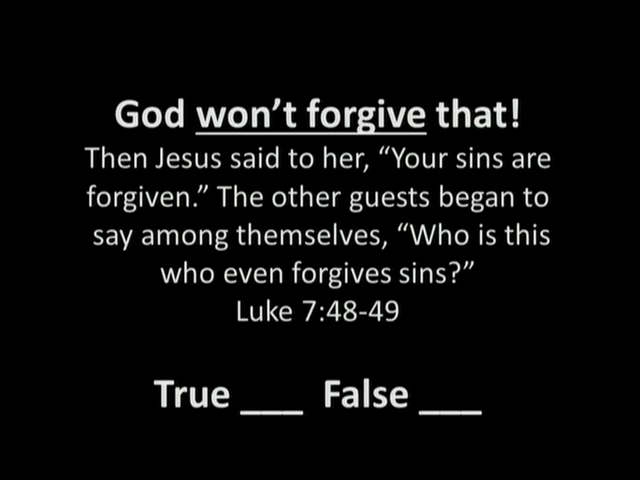 God won’t forgive that!
Then Jesus said to her, “Your sins are
forgiven.” The other guests began to
say among themselves, “Who is this
who even forgives sins?”
Luke 7:48-49
True ___ False ___